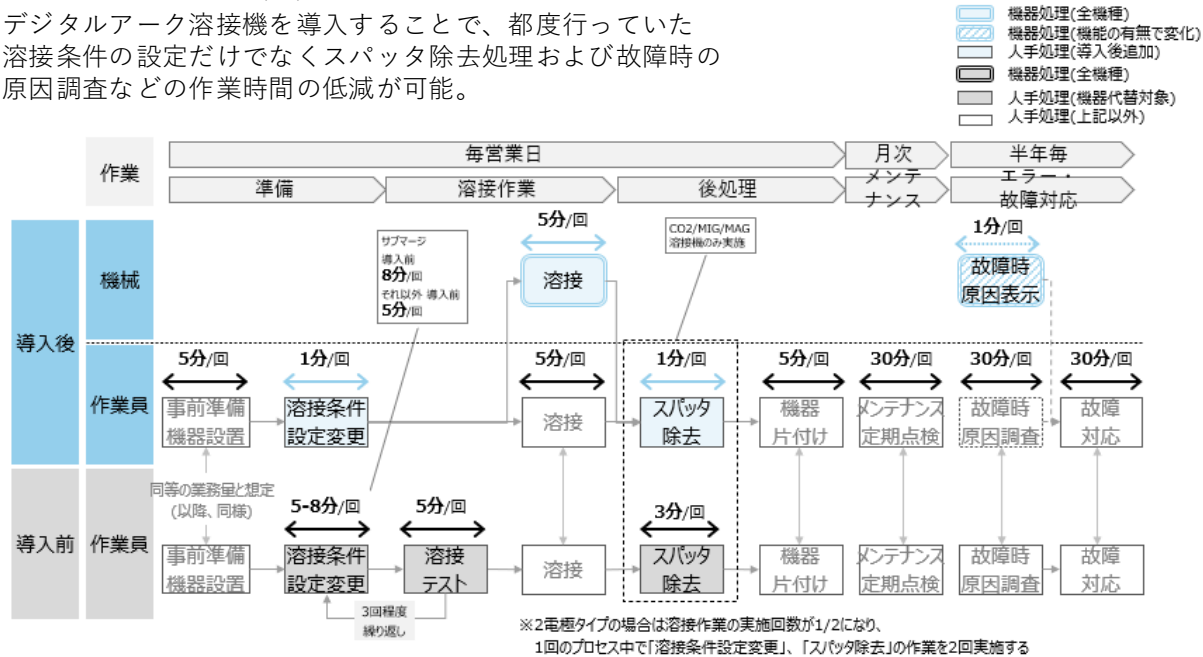 デジタルアーク溶接機を導入することで、都度行っていた
溶接条件の設定だけでなくスパッタ除去処理および故障時の
原因調査などの作業時間の低減が可能。
機器処理(全機種)
機器処理(機能の有無で変化)
人手処理(導入後追加)
機器処理(全機種)
人手処理(機器代替対象)
人手処理(上記以外)
作業
毎営業日
月次
半年毎
準備
溶接作業
後処理
メンテ
ナンス
エラー・
故障対応
導入後
機械
サブマージ
導入前
8分/回
それ以外 導入前
5分/回
5分/回
溶接
CO2/MIG/MAG
溶接機のみ実施
1分/回
故障時
原因表示
作業員
5分/回
事前準備
機器設置
1分/回
溶接条件
設定変更
5分/回
溶接
1分/回
スパッタ
除去
5分/回
機器
片付け
30分/回
メンテナンス
定期点検
30分/回
故障時
原因調査
30分/回
故障
対応
同等の業務量と想定
(以降、同様)
導入前
作業員
事前準備
機器設置
5-8分/回
溶接条件
設定変更
5分/回
溶接
テスト
3回程度
繰り返し
溶接
3分/回
スパッタ
除去
機器
片付け
メンテナンス
定期点検
故障時
原因調査
故障
対応
※2電極タイプの場合は溶接作業の実施回数が1/2になり、
1回のプロセス中で「溶接条件設定変更」、「スパッタ除去」の作業を2回実施する